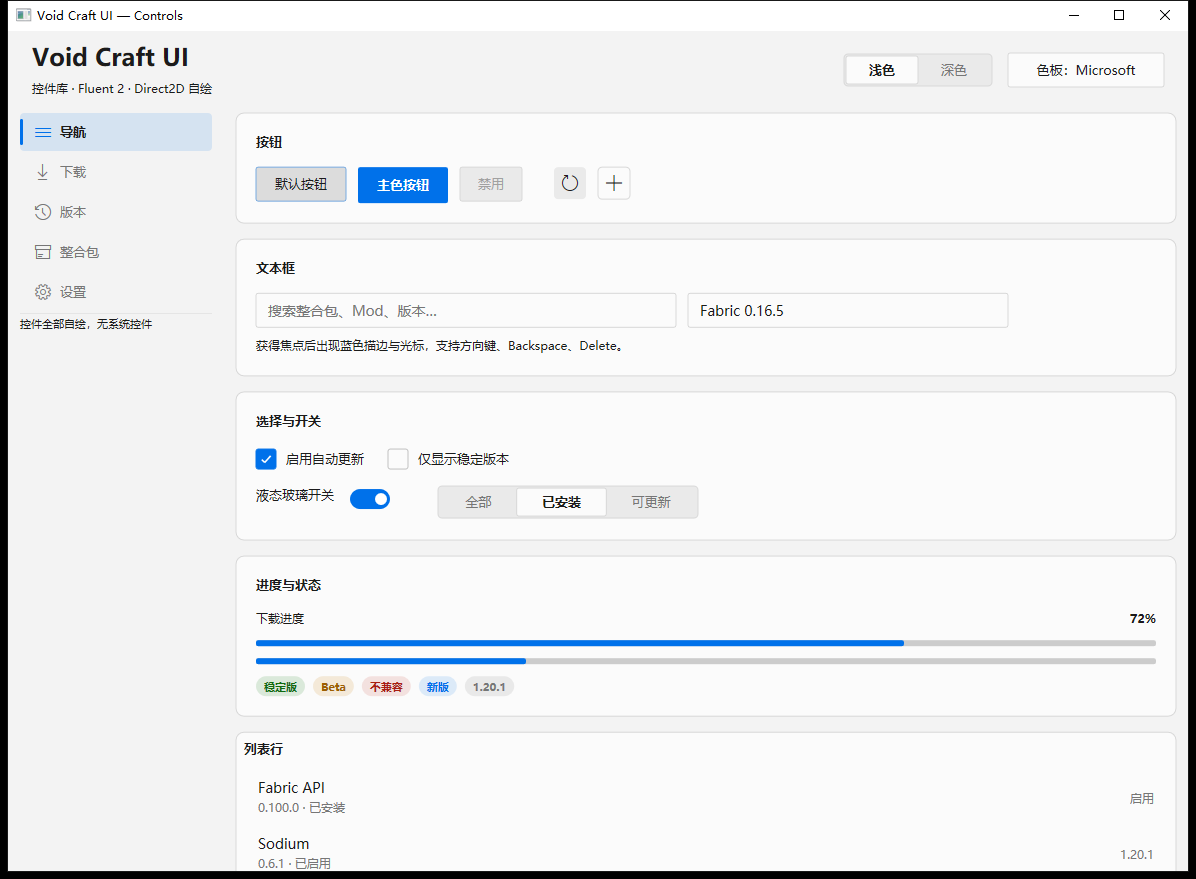 Void Craft UI — Controls
Void Craft UI
控件库 · Fluent 2 · Direct2D 自绘
浅色
深色
色板：Microsoft
导航
下载
版本
整合包
设置
控件全部自绘，无系统控件
按钮
默认按钮
主色按钮
禁用
文本框
搜索整合包、Mod、版本...
Fabric 0.16.5
获得焦点后出现蓝色描边与光标，支持方向键、Backspace、Delete。
选择与开关
启用自动更新
仅显示稳定版本
液态玻璃开关
全部
已安装
可更新
进度与状态
下载进度
72%
稳定版
Beta
不兼容
新版
1.20.1
列表行
Fabric API
0.100.0 · 已安装
启用
Sodium
0.6.1 · 已启用
1.20.1